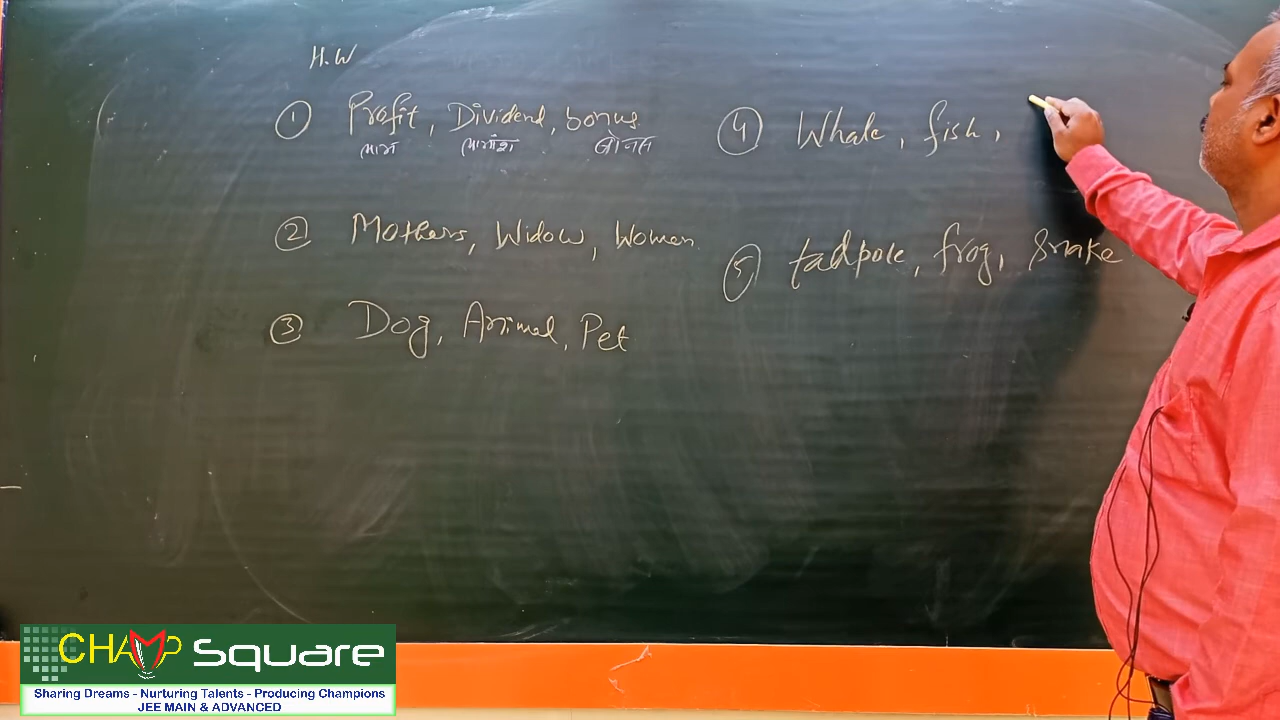 H.W
① Profit, Dividend, bonus
लाभ लाभांश बोनस
② Mothers, Widow, Women
③ Dog, Animal, Pet
④ Whale, fish,
⑤ tadpole, frog, Snake
CHAMP Square
Sharing Dreams - Nurturing Talents - Producing Champions
JEE MAIN & ADVANCED